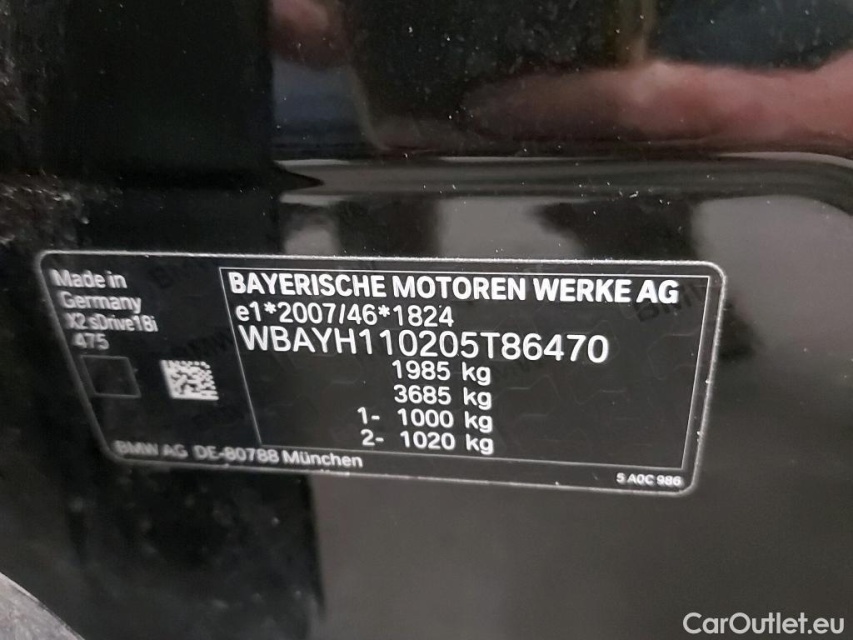 Made in
Germany
X2 sDrive18i
475
BAYERISCHE MOTOREN WERKE AG
e1*2007/46*1824
WBAYH110205T86470
1985 kg
3685 kg
1- 1000 kg
2- 1020 kg
BMW AG DE-80788 München
5 A0C 986
CarOutlet.eu